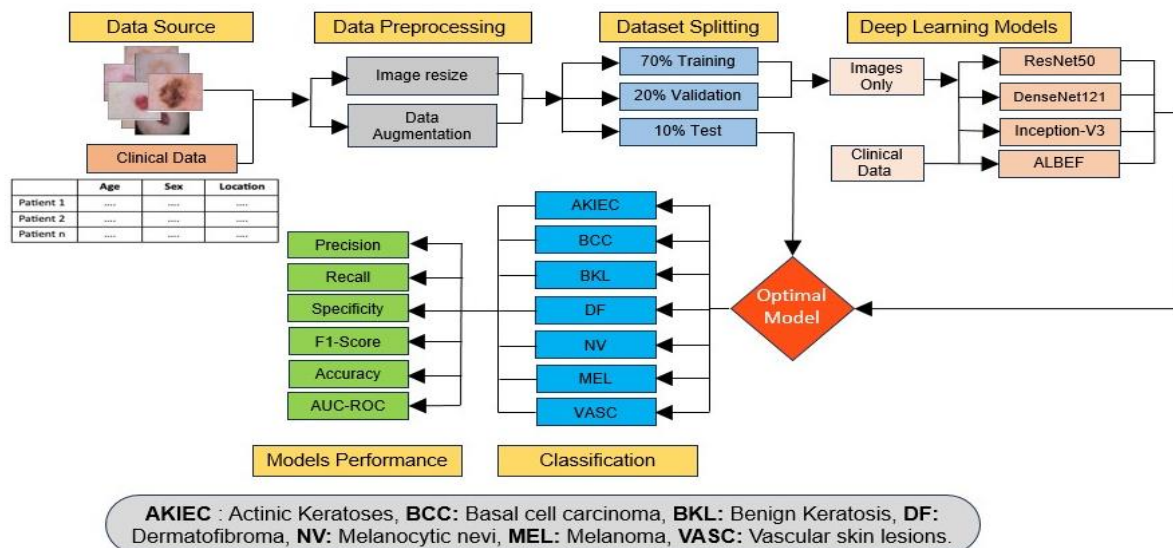 Data Source
Data Preprocessing
Dataset Splitting
Deep Learning Models
Clinical Data
Age Sex Location
Patient 1 .... .... ....
Patient 2 .... .... ....
Patient n .... .... ....
Image resize
Data
Augmentation
70% Training
20% Validation
10% Test
Images
Only
Clinical
Data
ResNet50
DenseNet121
Inception-V3
ALBEF
Optimal
Model
AKIEC
BCC
BKL
DF
NV
MEL
VASC
Precision
Recall
Specificity
F1-Score
Accuracy
AUC-ROC
Models Performance
Classification
AKIEC : Actinic Keratoses, BCC: Basal cell carcinoma, BKL: Benign Keratosis, DF:
Dermatofibroma, NV: Melanocytic nevi, MEL: Melanoma, VASC: Vascular skin lesions.